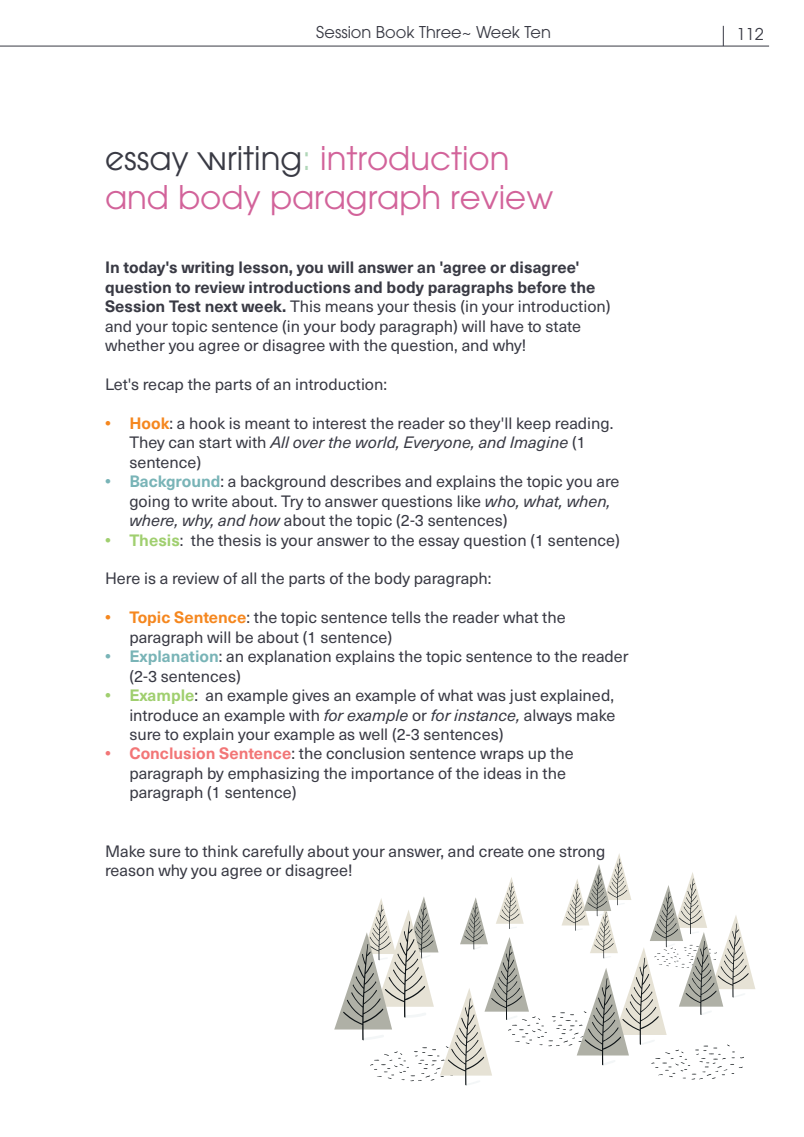 Session Book Three~ Week Ten
112
essay writing: introduction
and body paragraph review
In today's writing lesson, you will answer an 'agree or disagree'
question to review introductions and body paragraphs before the
Session Test next week. This means your thesis (in your introduction)
and your topic sentence (in your body paragraph) will have to state
whether you agree or disagree with the question, and why!
Let's recap the parts of an introduction:
• Hook: a hook is meant to interest the reader so they'll keep reading.
They can start with All over the world, Everyone, and Imagine (1
sentence)
• Background: a background describes and explains the topic you are
going to write about. Try to answer questions like who, what, when,
where, why, and how about the topic (2-3 sentences)
• Thesis: the thesis is your answer to the essay question (1 sentence)
Here is a review of all the parts of the body paragraph:
• Topic Sentence: the topic sentence tells the reader what the
paragraph will be about (1 sentence)
• Explanation: an explanation explains the topic sentence to the reader
(2-3 sentences)
• Example: an example gives an example of what was just explained,
introduce an example with for example or for instance, always make
sure to explain your example as well (2-3 sentences)
• Conclusion Sentence: the conclusion sentence wraps up the
paragraph by emphasizing the importance of the ideas in the
paragraph (1 sentence)
Make sure to think carefully about your answer, and create one strong
reason why you agree or disagree!